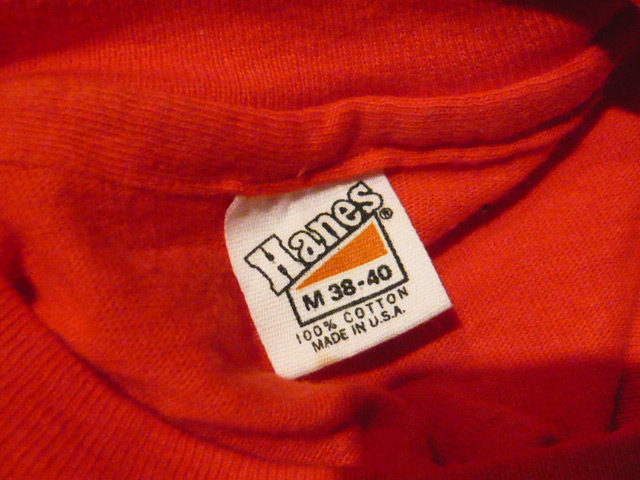 Hanes®
M 38-40
100% COTTON
MADE IN U.S.A.